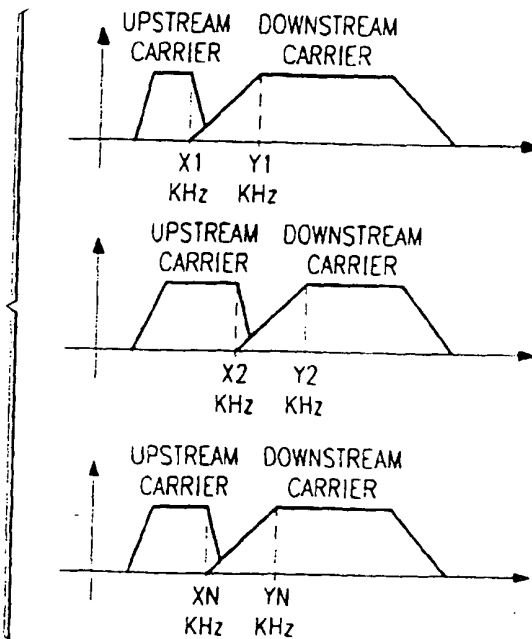 UPSTREAM DOWNSTREAM
CARRIER CARRIER
X1 Y1
KHz KHz
UPSTREAM DOWNSTREAM
CARRIER CARRIER
X2 Y2
KHz KHz
UPSTREAM DOWNSTREAM
CARRIER CARRIER
XN YN
KHz KHz